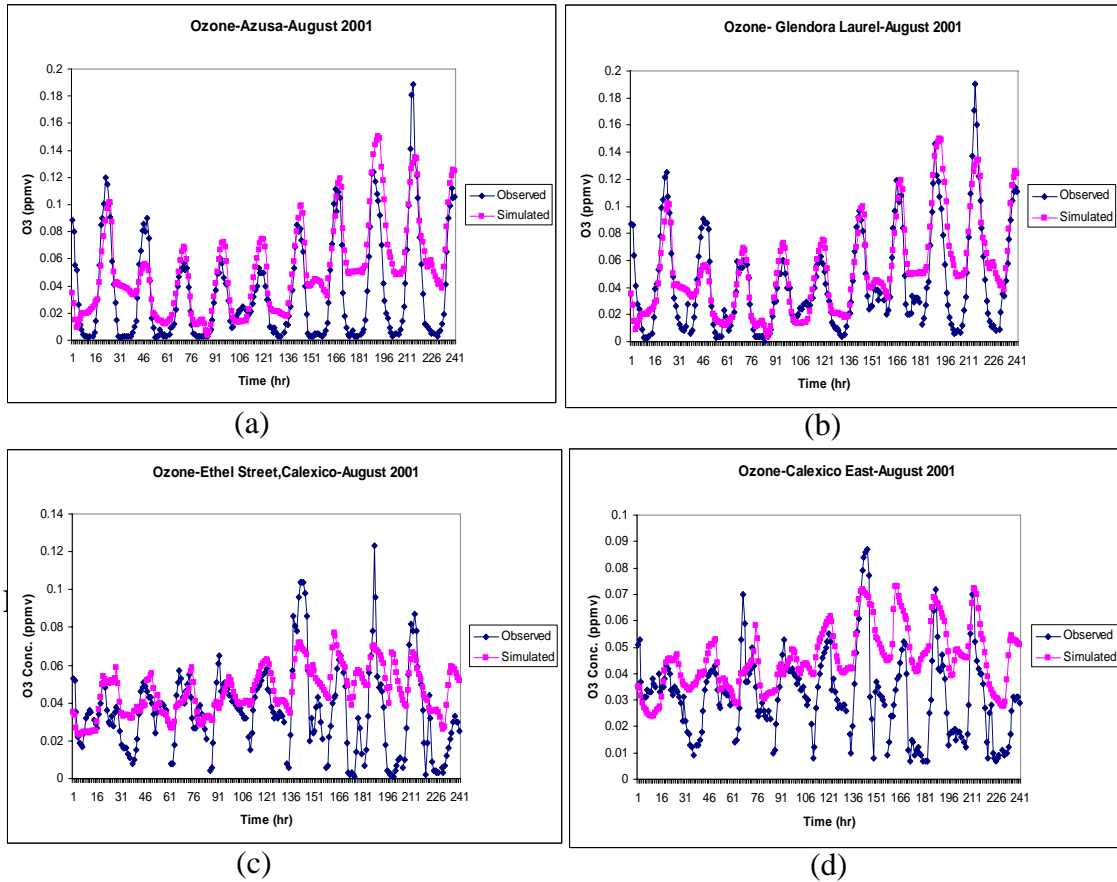 Ozone-Azusa-August 2001
O3 (ppmv)
0.2
0.18
0.16
0.14
0.12
0.1
0.08
0.06
0.04
0.02
0
1 16 31 46 61 76 91 106 121 136 151 166 181 196 211 226 241
Time (hr)
Observed
Simulated
(a)
Ozone- Glendora Laurel-August 2001
O3 (ppmv)
0.2
0.18
0.16
0.14
0.12
0.1
0.08
0.06
0.04
0.02
0
1 16 31 46 61 76 91 106 121 136 151 166 181 196 211 226 241
Time (hr)
Observed
Simulated
(b)
Ozone-Ethel Street,Calexico-August 2001
O3 Conc. (ppmv)
0.14
0.12
0.1
0.08
0.06
0.04
0.02
0
1 16 31 46 61 76 91 106 121 136 151 166 181 196 211 226 241
Time (hr)
Observed
Simulated
(c)
Ozone-Calexico East-August 2001
O3 Conc. (ppmv)
0.1
0.09
0.08
0.07
0.06
0.05
0.04
0.03
0.02
0.01
0
1 16 31 46 61 76 91 106 121 136 151 166 181 196 211 226 241
Time (hr)
Observed
Simulated
(d)